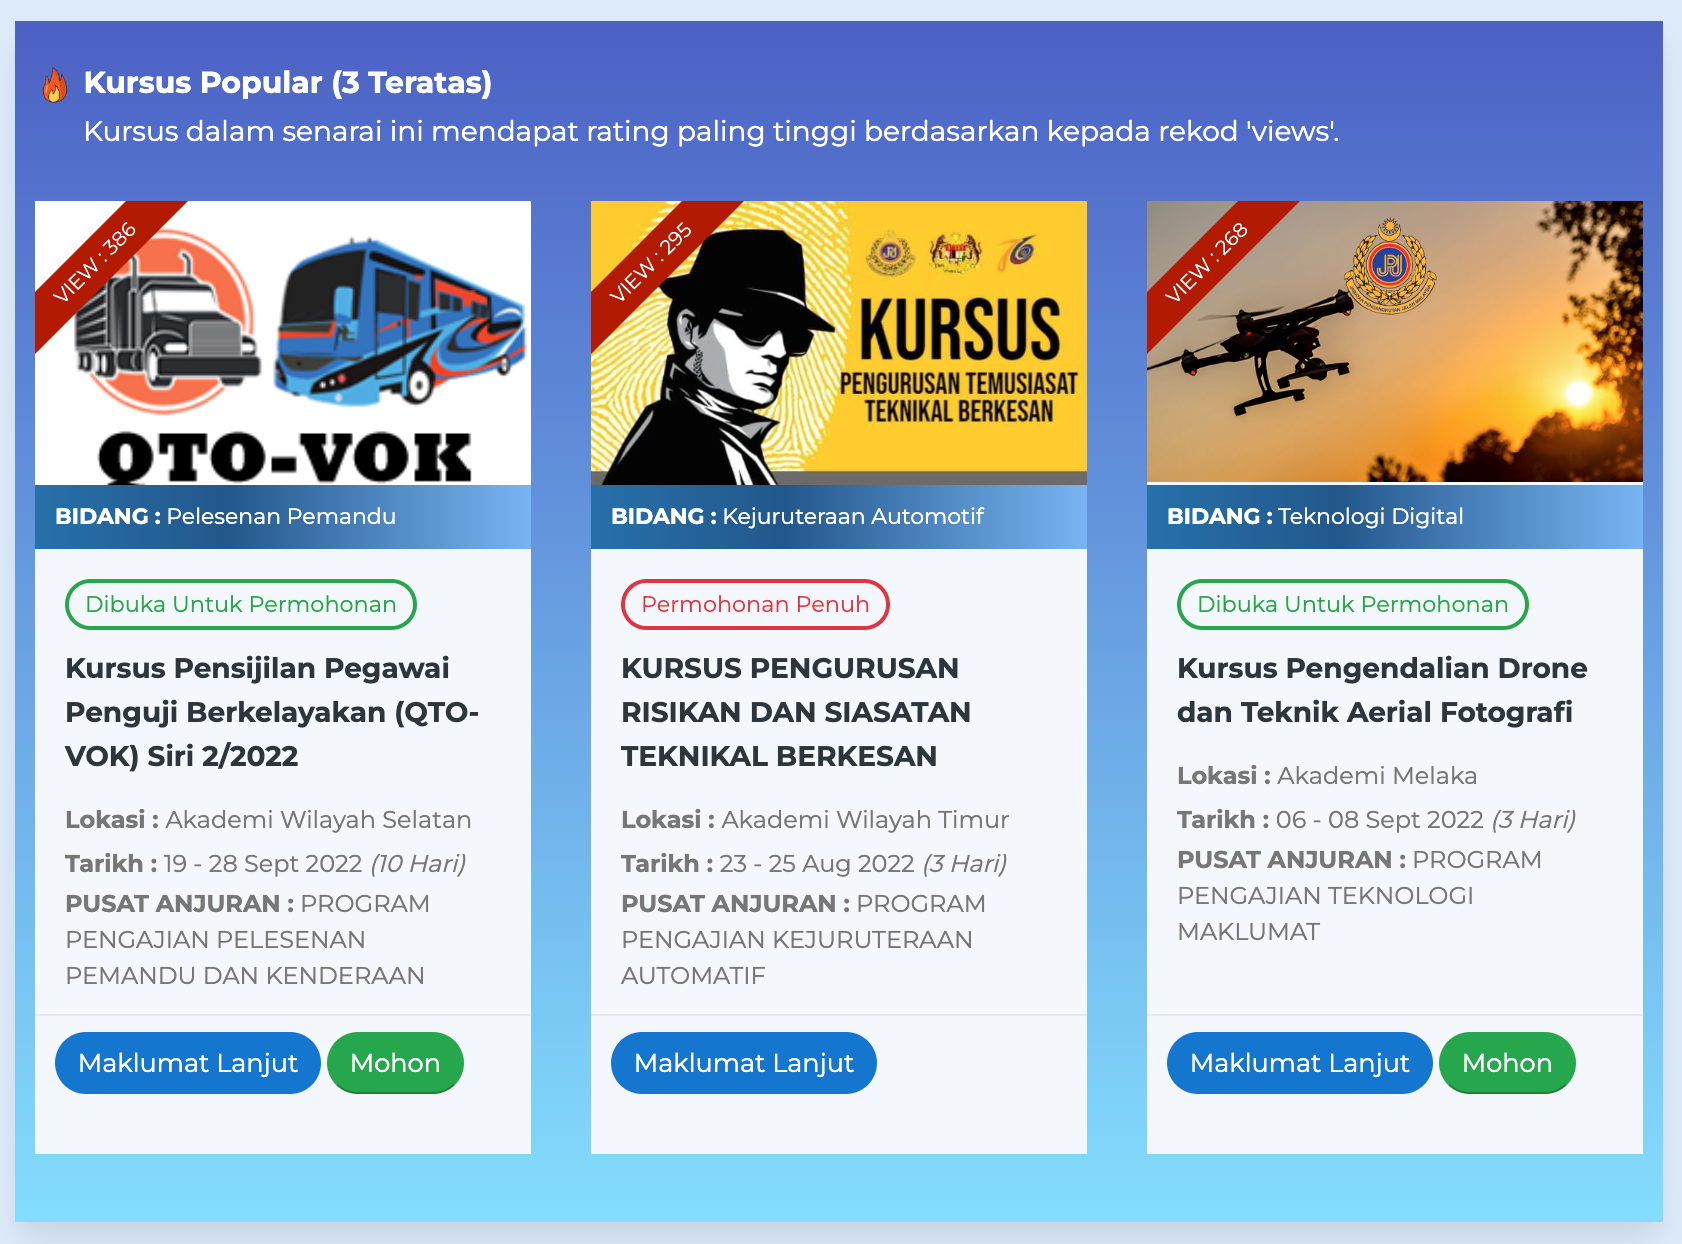 Kursus Popular (3 Teratas)
Kursus dalam senarai ini mendapat rating paling tinggi berdasarkan kepada rekod 'views'.
VIEW : 386
QTO-VOK
BIDANG : Pelesenan Pemandu
Dibuka Untuk Permohonan
Kursus Pensijilan Pegawai
Penguji Berkelayakan (QTO-
VOK) Siri 2/2022
Lokasi : Akademi Wilayah Selatan
Tarikh : 19 - 28 Sept 2022 (10 Hari)
PUSAT ANJURAN : PROGRAM
PENGAJIAN PELESENAN
PEMANDU DAN KENDERAAN
Maklumat Lanjut
Mohon
VIEW : 295
KURSUS
PENGURUSAN TEMUSIASAT
TEKNIKAL BERKESAN
BIDANG : Kejuruteraan Automotif
Permohonan Penuh
KURSUS PENGURUSAN
RISIKAN DAN SIASATAN
TEKNIKAL BERKESAN
Lokasi : Akademi Wilayah Timur
Tarikh : 23 - 25 Aug 2022 (3 Hari)
PUSAT ANJURAN : PROGRAM
PENGAJIAN KEJURUTERAAN
AUTOMATIF
Maklumat Lanjut
VIEW : 268
JPJ
BIDANG : Teknologi Digital
Dibuka Untuk Permohonan
Kursus Pengendalian Drone
dan Teknik Aerial Fotografi
Lokasi : Akademi Melaka
Tarikh : 06 - 08 Sept 2022 (3 Hari)
PUSAT ANJURAN : PROGRAM
PENGAJIAN TEKNOLOGI
MAKLUMAT
Maklumat Lanjut
Mohon